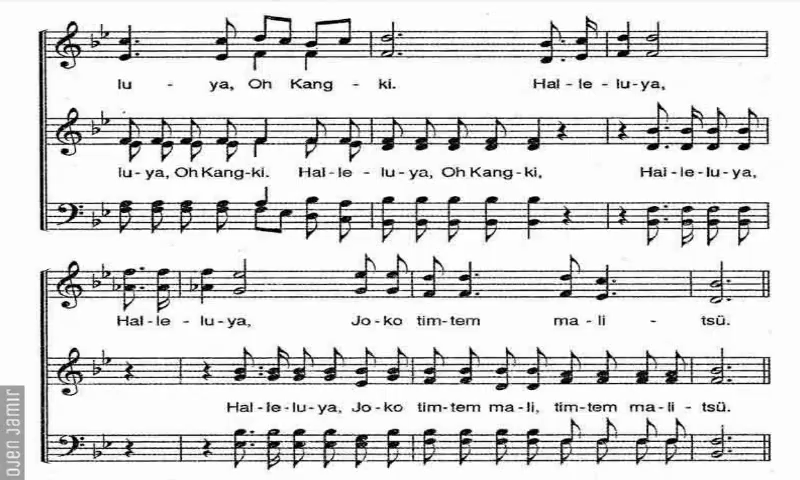 lu - ya, Oh Kang - ki. Hal - le - lu - ya,
lu - ya, Oh Kang - ki. Hal - le - lu - ya, Oh Kang - ki, Hal - le - lu - ya,
Hal - le - lu - ya, Jo - ko tim - tem ma - li - tsü.
Hal - le - lu - ya, Jo - ko tim - tem ma - li, tim - tem ma - li - tsü.
Ojen Jamir